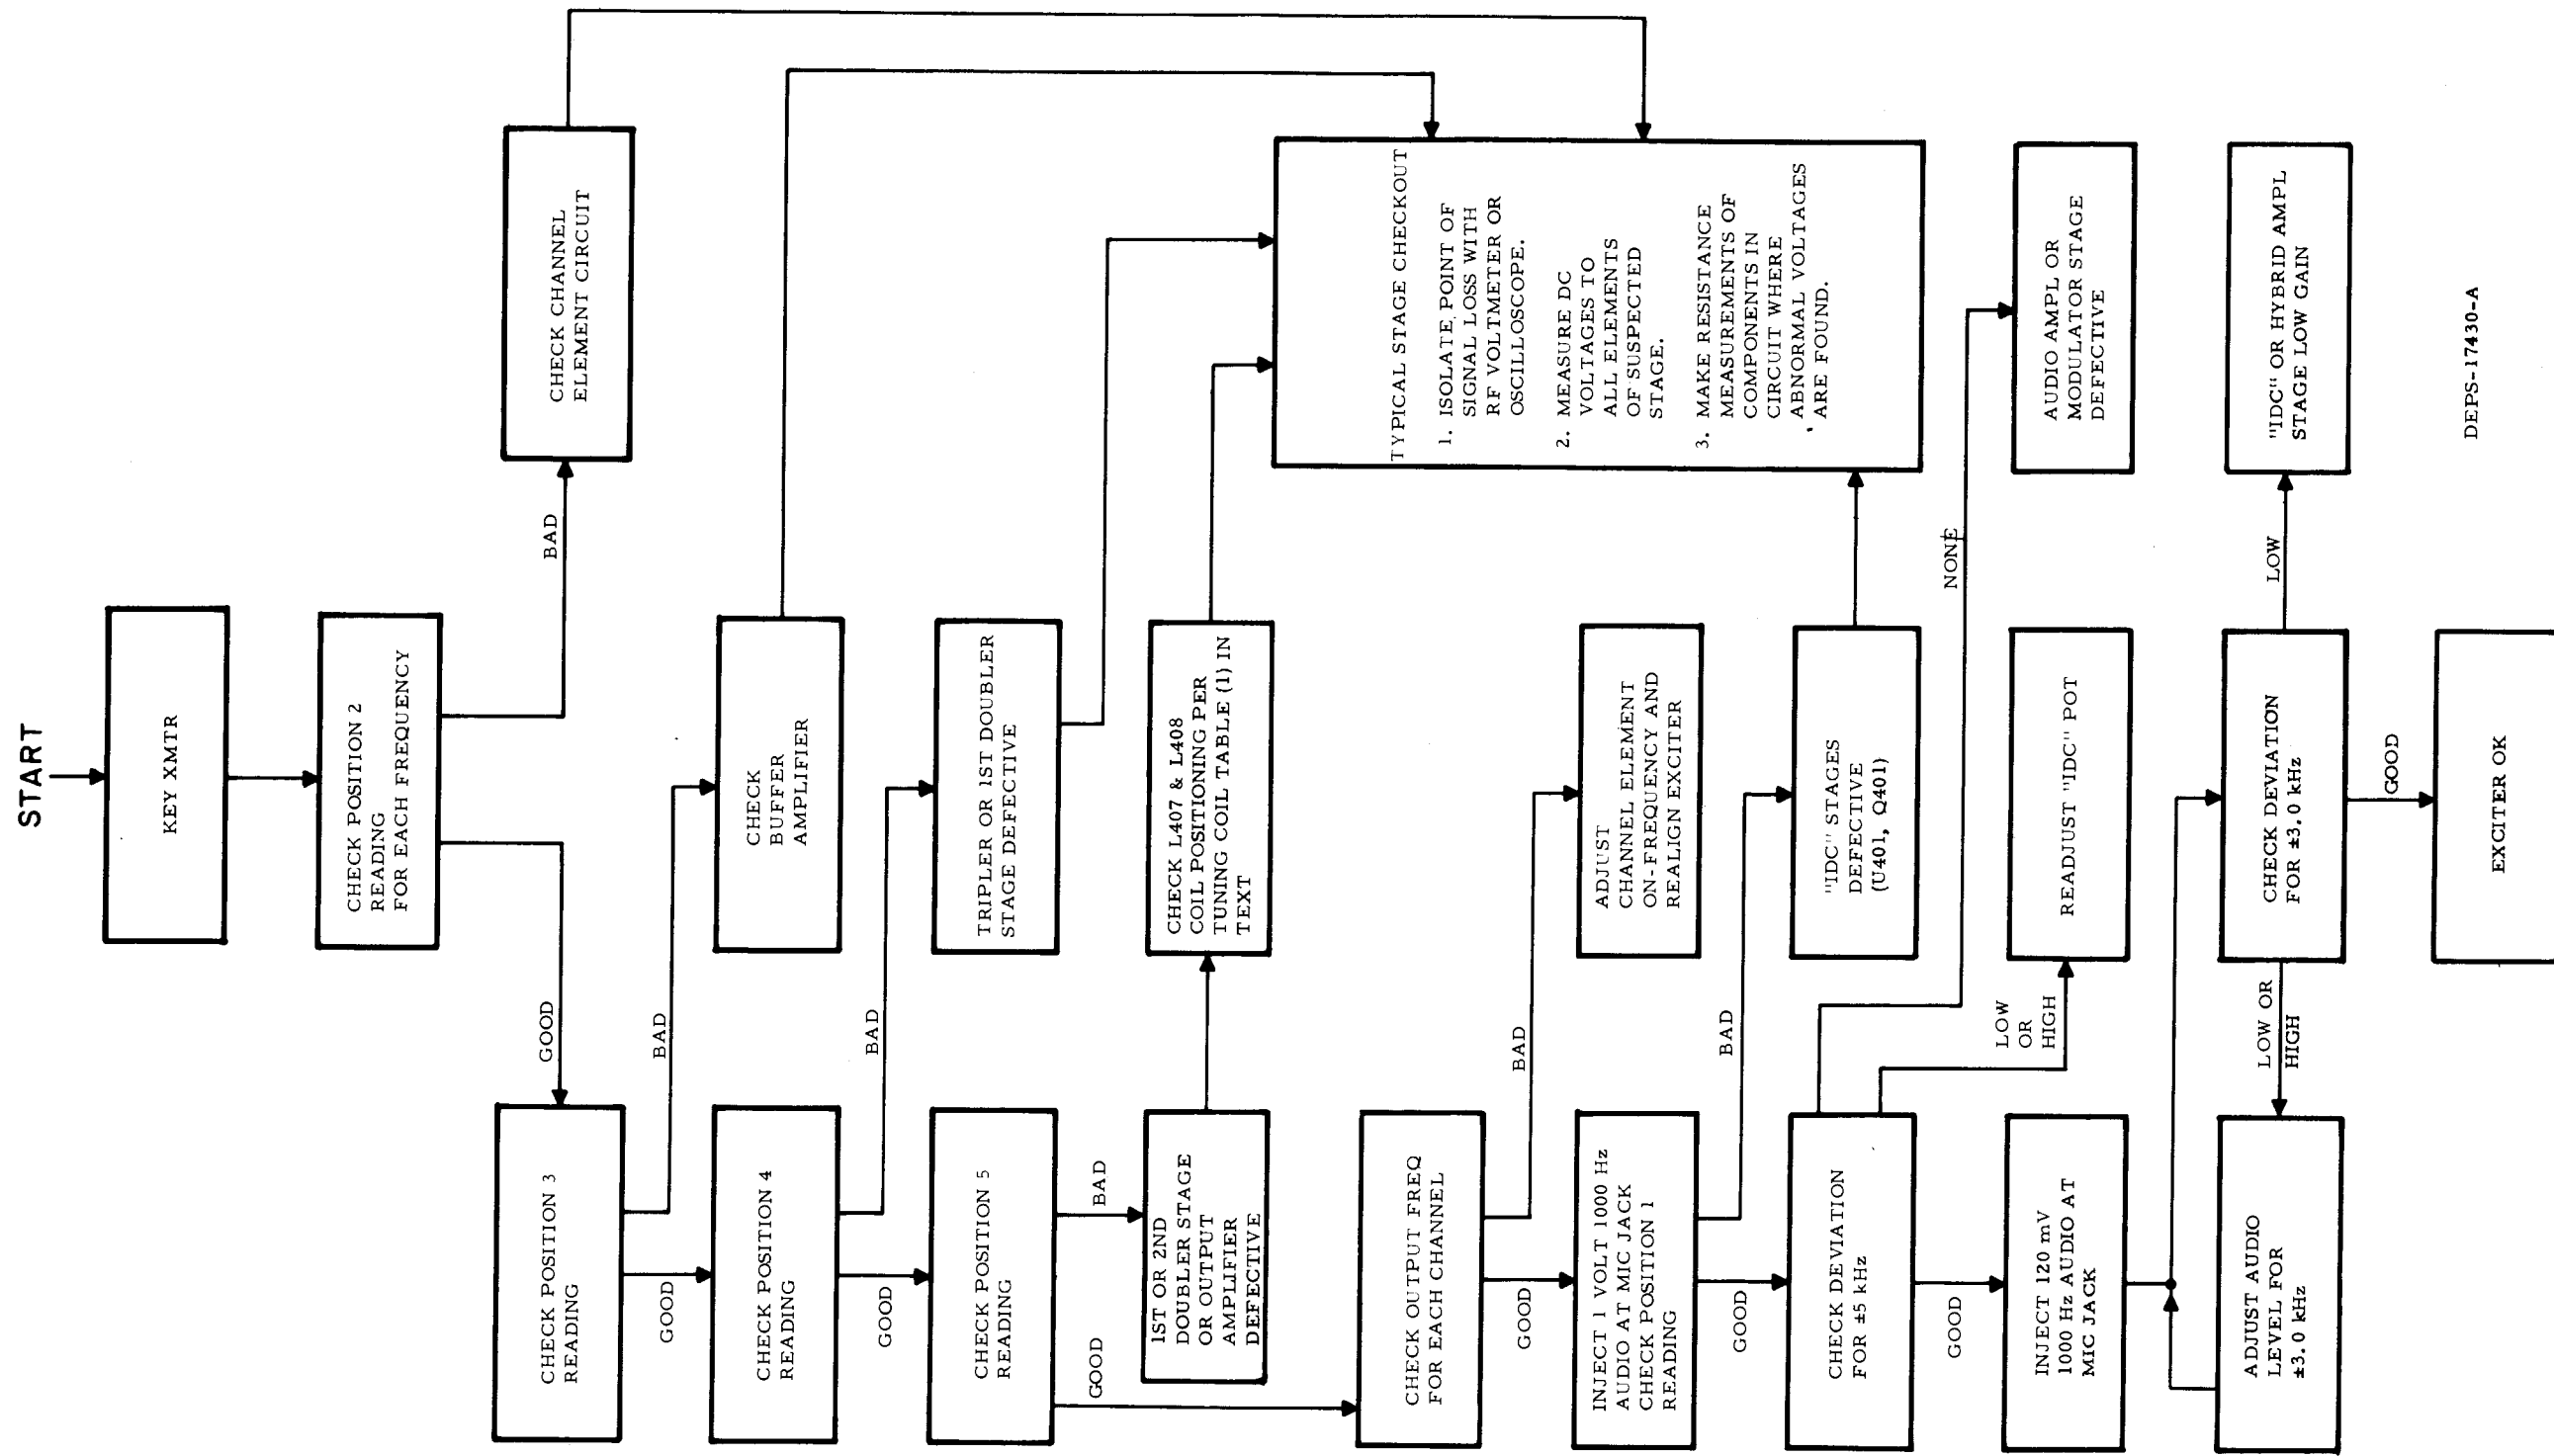 START
KEY XMTR
CHECK POSITION 2
READING
FOR EACH FREQUENCY
BAD
CHECK CHANNEL
ELEMENT CIRCUIT
GOOD
CHECK POSITION 3
READING
BAD
CHECK
BUFFER
AMPLIFIER
GOOD
CHECK POSITION 4
READING
BAD
TRIPLER OR 1ST DOUBLER
STAGE DEFECTIVE
GOOD
CHECK POSITION 5
READING
BAD
1ST OR 2ND
DOUBLER STAGE
OR OUTPUT
AMPLIFIER
DEFECTIVE
CHECK L407 & L408
COIL POSITIONING PER
TUNING COIL TABLE (1) IN
TEXT
TYPICAL STAGE CHECKOUT
1. ISOLATE POINT OF
SIGNAL LOSS WITH
RF VOLTMETER OR
OSCILLOSCOPE.
2. MEASURE DC
VOLTAGES TO
ALL ELEMENTS
OF SUSPECTED
STAGE.
3. MAKE RESISTANCE
MEASUREMENTS OF
COMPONENTS IN
CIRCUIT WHERE
ABNORMAL VOLTAGES
ARE FOUND.
GOOD
CHECK OUTPUT FREQ
FOR EACH CHANNEL
BAD
ADJUST
CHANNEL ELEMENT
ON-FREQUENCY AND
REALIGN EXCITER
GOOD
INJECT 1 VOLT 1000 Hz
AUDIO AT MIC JACK
CHECK POSITION 1
READING
BAD
"IDC" STAGES
DEFECTIVE
(U401, Q401)
GOOD
CHECK DEVIATION
FOR ±5 kHz
NONE
AUDIO AMPL OR
MODULATOR STAGE
DEFECTIVE
LOW
OR
HIGH
READJUST "IDC" POT
GOOD
INJECT 120 mV
1000 Hz AUDIO AT
MIC JACK
CHECK DEVIATION
FOR ±3.0 kHz
LOW
"IDC" OR HYBRID AMPL
STAGE LOW GAIN
LOW OR
HIGH
ADJUST AUDIO
LEVEL FOR
±3.0 kHz
GOOD
EXCITER OK
DEPS-17430-A